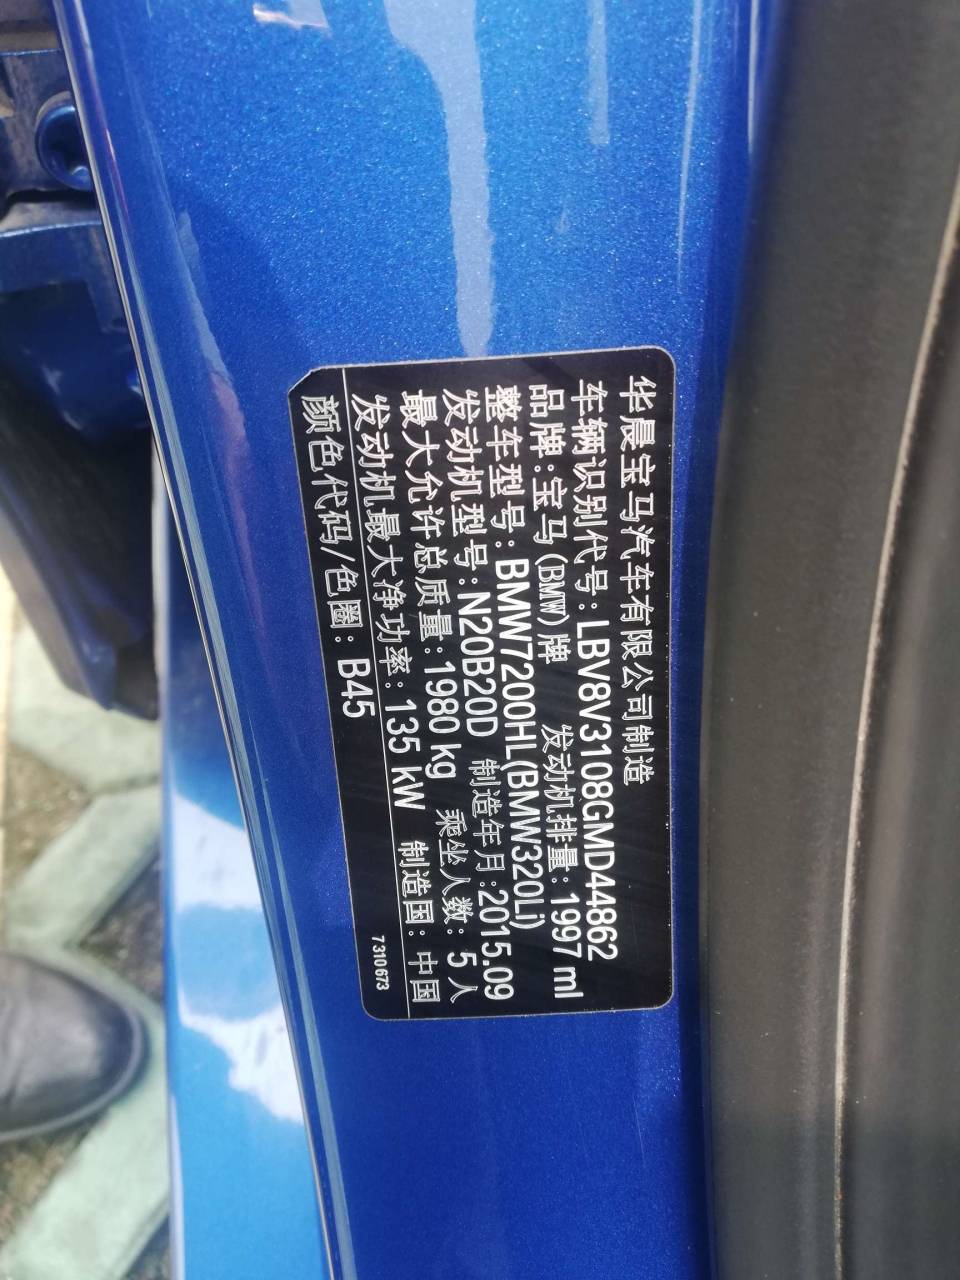 华晨宝马汽车有限公司制造
车辆识别代号:LBV8V3108GMD44862
品牌:宝马(BMW)牌 发动机排量:1997 ml
整车型号:BMW7200HL(BMW320Li)
发动机型号:N20B20D 制造年月:2015.09
最大允许总质量:1980 kg 乘坐人数:5人
发动机最大净功率:135 kW 制造国:中国
颜色代码/色圈:B45 7310673